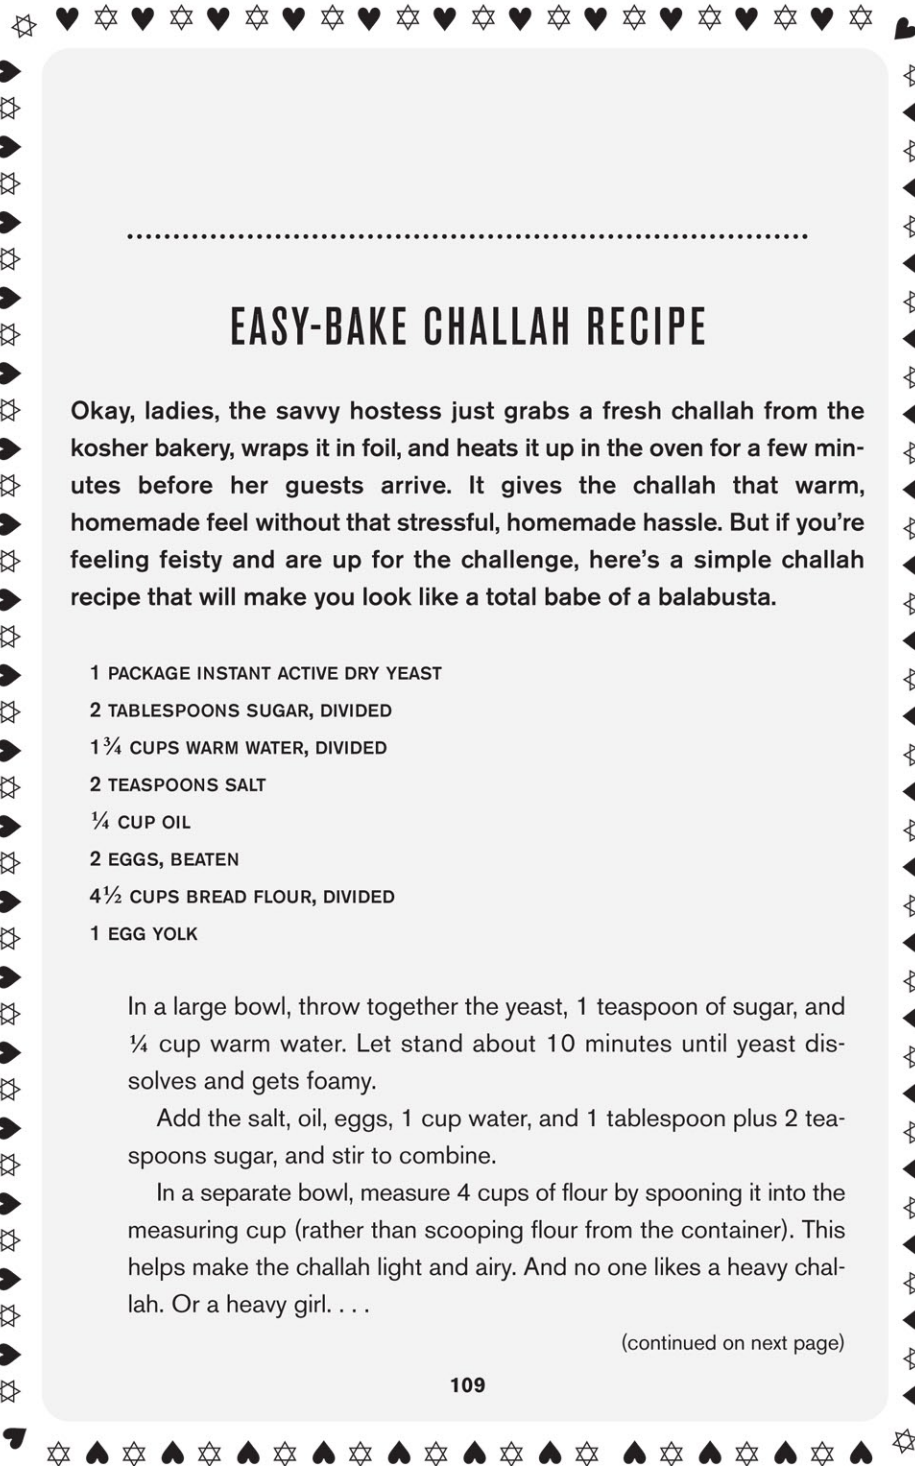 EASY-BAKE CHALLAH RECIPE
Okay, ladies, the savvy hostess just grabs a fresh challah from the
kosher bakery, wraps it in foil, and heats it up in the oven for a few min-
utes before her guests arrive. It gives the challah that warm,
homemade feel without that stressful, homemade hassle. But if you’re
feeling feisty and are up for the challenge, here’s a simple challah
recipe that will make you look like a total babe of a balabusta.
1 PACKAGE INSTANT ACTIVE DRY YEAST
2 TABLESPOONS SUGAR, DIVIDED
1¾ CUPS WARM WATER, DIVIDED
2 TEASPOONS SALT
¼ CUP OIL
2 EGGS, BEATEN
4½ CUPS BREAD FLOUR, DIVIDED
1 EGG YOLK
In a large bowl, throw together the yeast, 1 teaspoon of sugar, and
¼ cup warm water. Let stand about 10 minutes until yeast dis-
solves and gets foamy.
Add the salt, oil, eggs, 1 cup water, and 1 tablespoon plus 2 tea-
spoons sugar, and stir to combine.
In a separate bowl, measure 4 cups of flour by spooning it into the
measuring cup (rather than scooping flour from the container). This
helps make the challah light and airy. And no one likes a heavy chal-
lah. Or a heavy girl. . . .
(continued on next page)
109